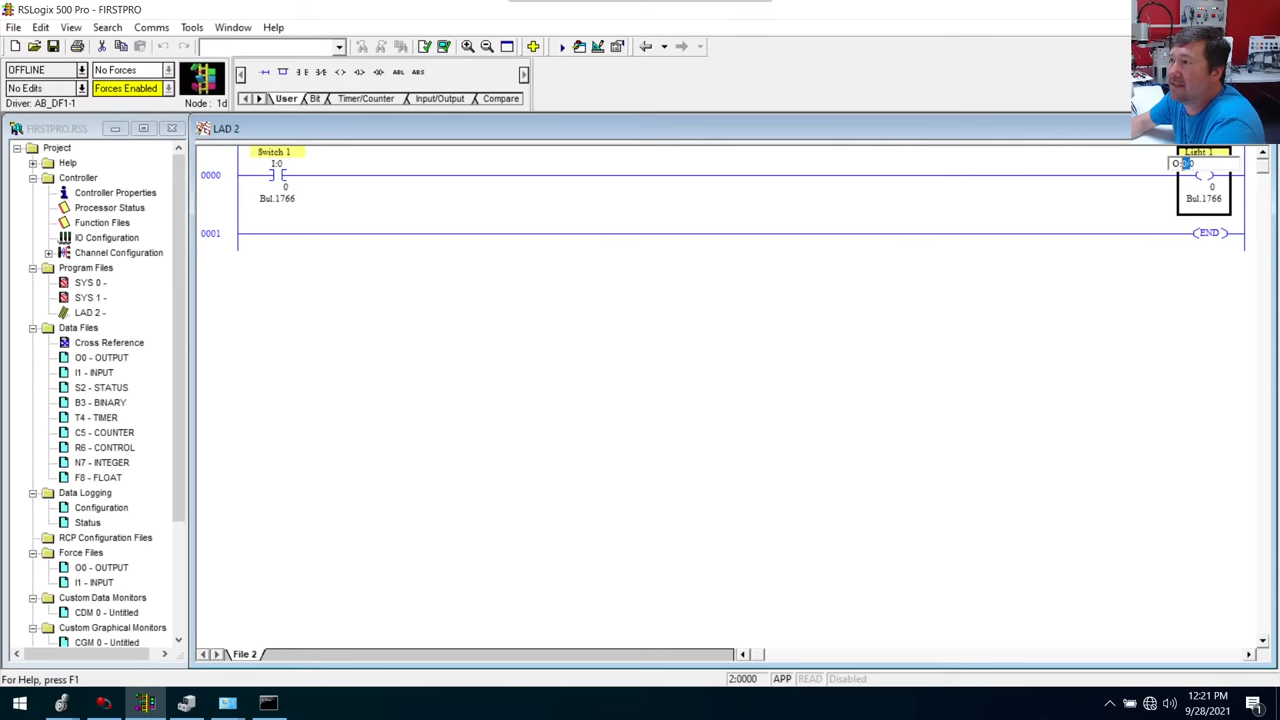 RSLogix 500 Pro - FIRSTPRO
File Edit View Search Comms Tools Window Help
OFFLINE No Forces
No Edits Forces Enabled
Driver: AB_DF1-1 Node : 1d
ABL ABS
User Bit Timer/Counter Input/Output Compare
FIRSTPRO.RSS
Project
Help
Controller
Controller Properties
Processor Status
Function Files
IO Configuration
Channel Configuration
Program Files
SYS 0 -
SYS 1 -
LAD 2 -
Data Files
Cross Reference
O0 - OUTPUT
I1 - INPUT
S2 - STATUS
B3 - BINARY
T4 - TIMER
C5 - COUNTER
R6 - CONTROL
N7 - INTEGER
F8 - FLOAT
Data Logging
Configuration
Status
RCP Configuration Files
Force Files
O0 - OUTPUT
I1 - INPUT
Custom Data Monitors
CDM 0 - Untitled
Custom Graphical Monitors
CGM 0 - Untitled
LAD 2
Switch 1 Light 1
I:0
0000
0 0
Bul.1766 Bul.1766
0001 END
File 2
For Help, press F1 2:0000 APP READ Disabled
12:21 PM
9/28/2021
1